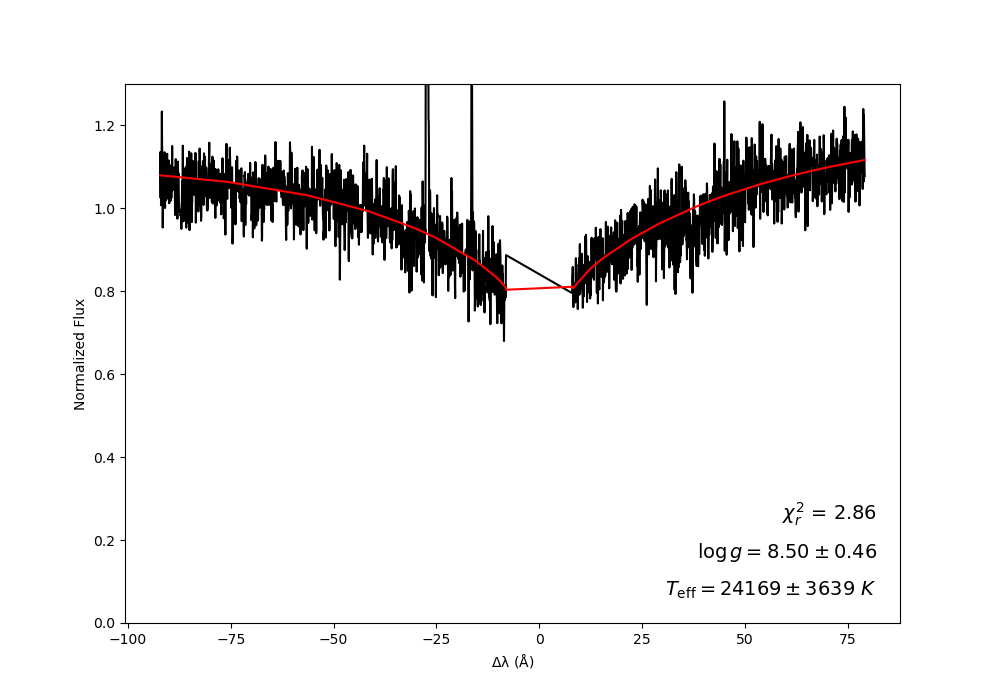 1.2
1.0
0.8
0.6
0.4
0.2
0.0
Normalized Flux
χ²ᵣ = 2.86
log g = 8.50 ± 0.46
T_eff = 24169 ± 3639 K
−100 −75 −50 −25 0 25 50 75
Δλ (Å)